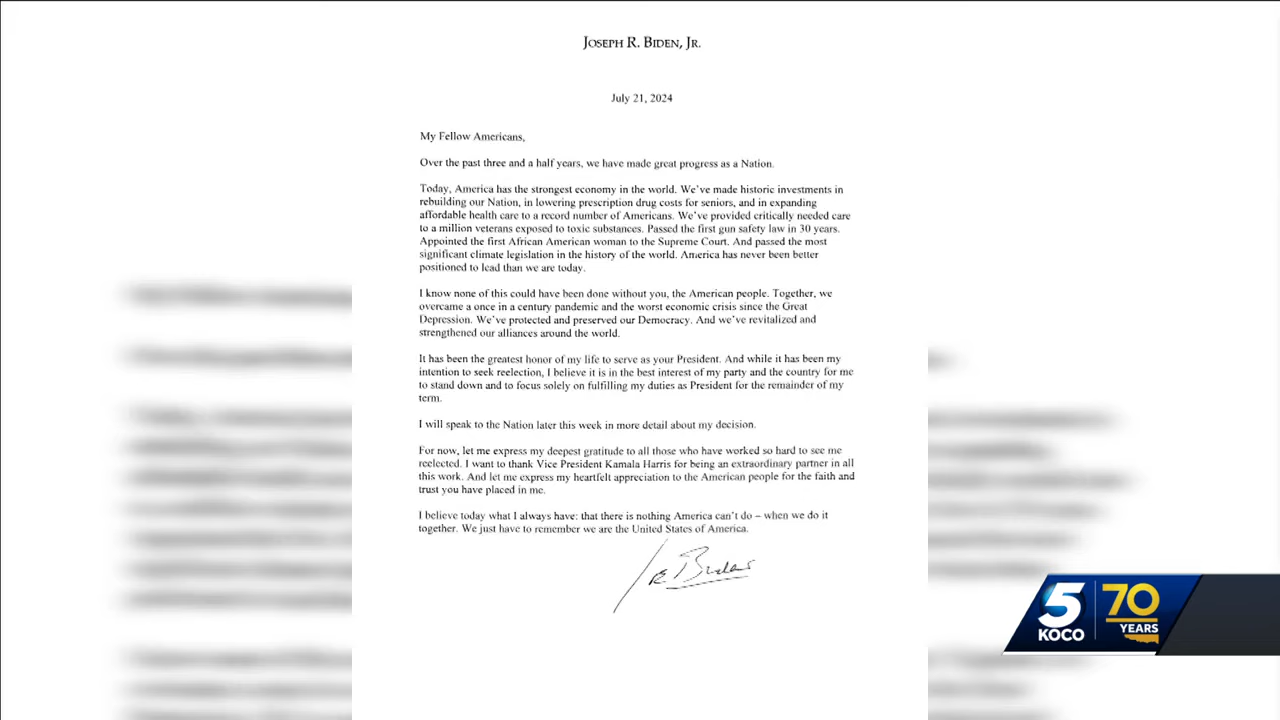 JOSEPH R. BIDEN, JR.
July 21, 2024
My Fellow Americans,
Over the past three and a half years, we have made great progress as a Nation.
Today, America has the strongest economy in the world. We've made historic investments in
rebuilding our Nation, in lowering prescription drug costs for seniors, and in expanding
affordable health care to a record number of Americans. We've provided critically needed care
to a million veterans exposed to toxic substances. Passed the first gun safety law in 30 years.
Appointed the first African American woman to the Supreme Court. And passed the most
significant climate legislation in the history of the world. America has never been better
positioned to lead than we are today.
I know none of this could have been done without you, the American people. Together, we
overcame a once in a century pandemic and the worst economic crisis since the Great
Depression. We've protected and preserved our Democracy. And we've revitalized and
strengthened our alliances around the world.
It has been the greatest honor of my life to serve as your President. And while it has been my
intention to seek reelection, I believe it is in the best interest of my party and the country for me
to stand down and to focus solely on fulfilling my duties as President for the remainder of my
term.
I will speak to the Nation later this week in more detail about my decision.
For now, let me express my deepest gratitude to all those who have worked so hard to see me
reelected. I want to thank Vice President Kamala Harris for being an extraordinary partner in all
this work. And let me express my heartfelt appreciation to the American people for the faith and
trust you have placed in me.
I believe today what I always have: that there is nothing America can't do – when we do it
together. We just have to remember we are the United States of America.
Joe Biden
5
KOCO
70
YEARS